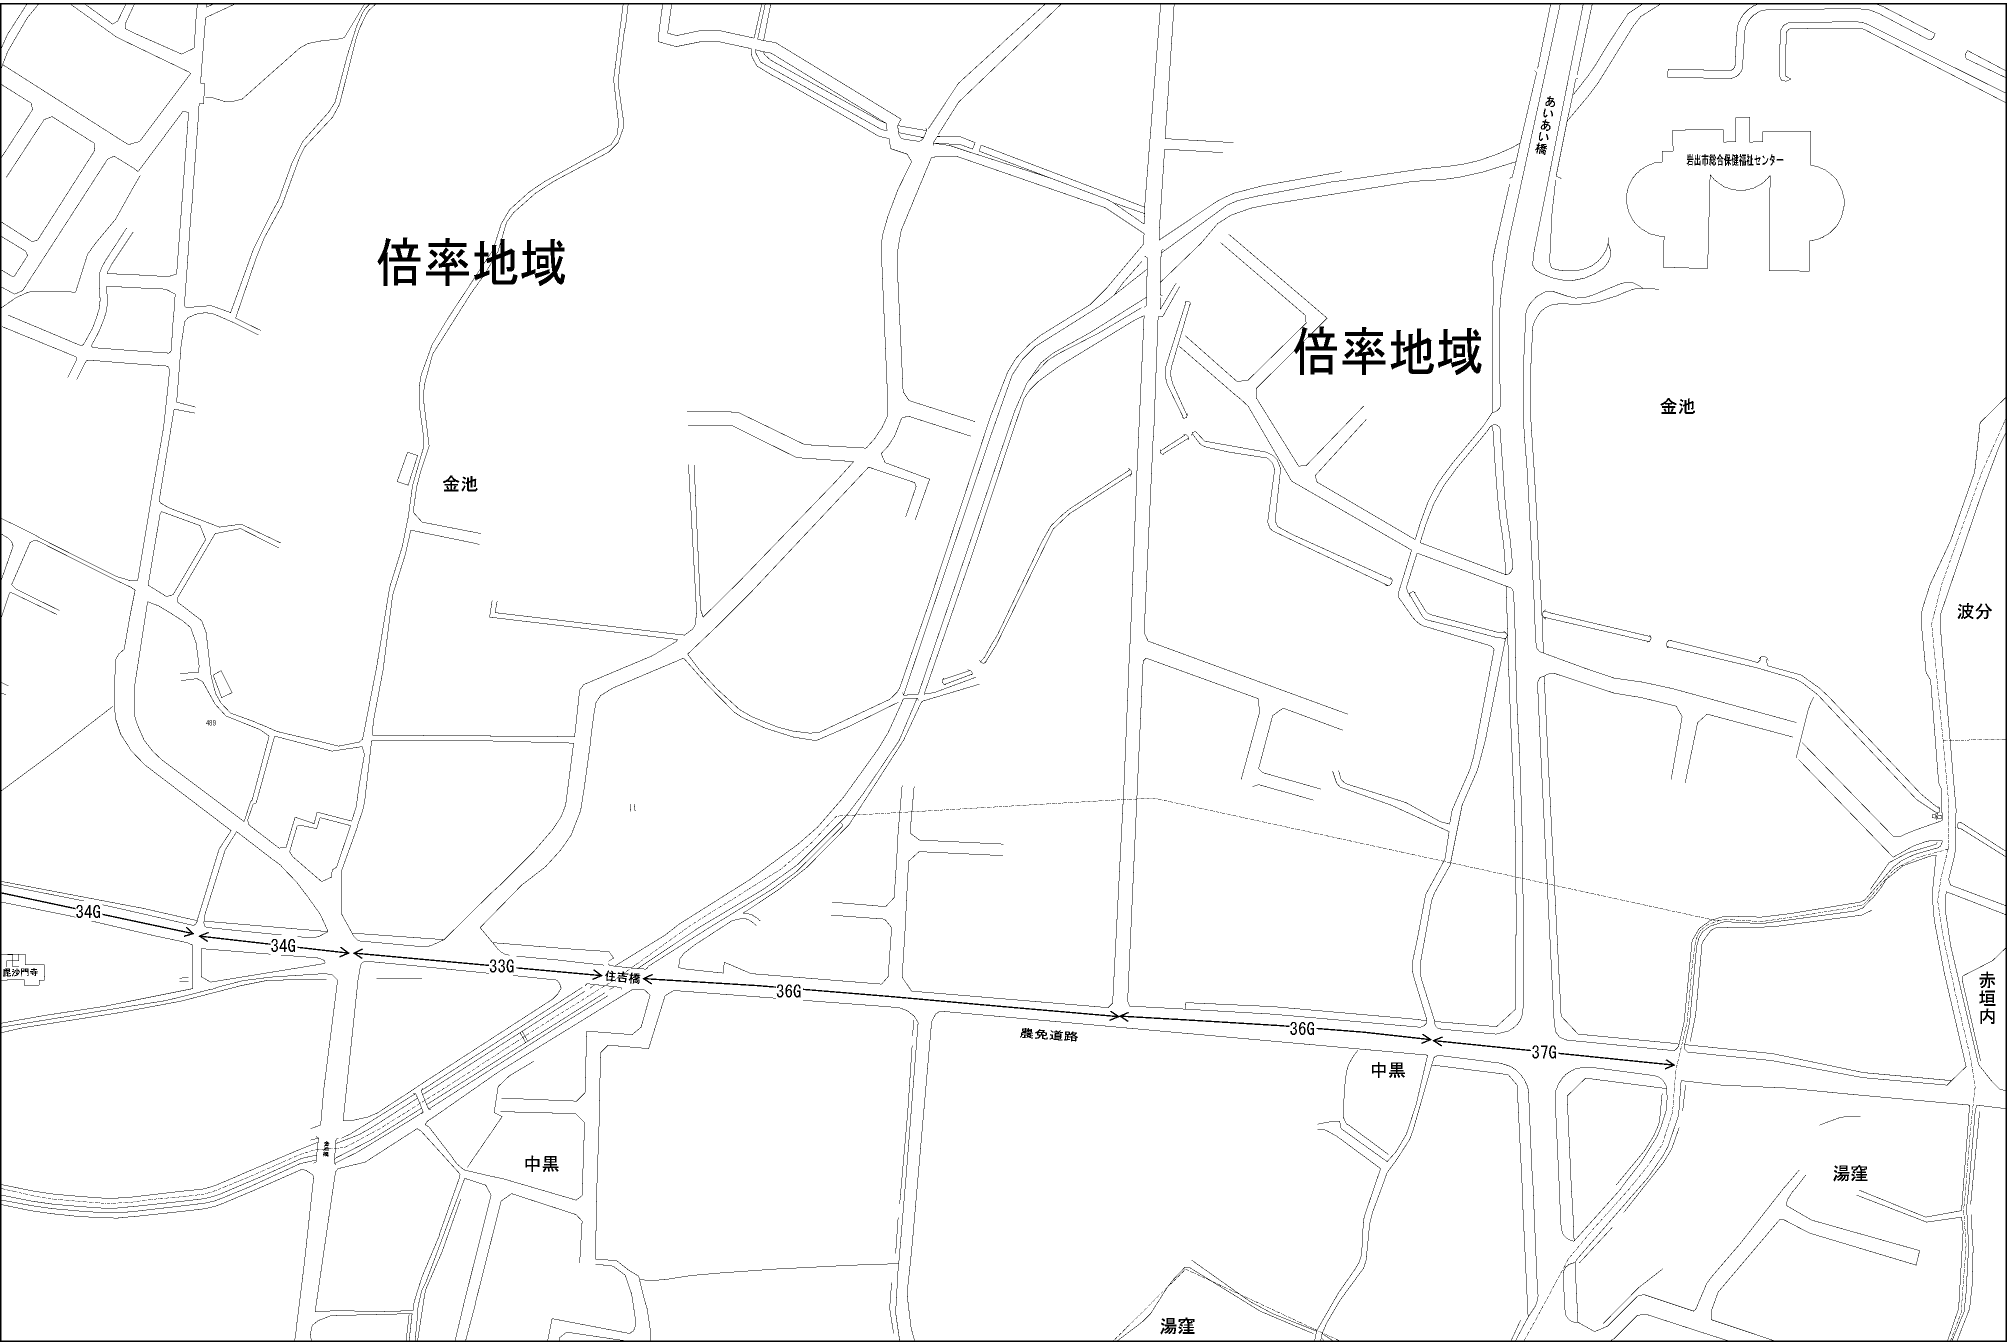 あいあい橋
岩出市総合保健福祉センター
倍率地域
倍率地域
金池
金池
波分
489
34G
34G
33G
住吉橋
36G
毘沙門寺
赤垣内
36G
農免道路
37G
中黒
中黒
湯窪
湯窪